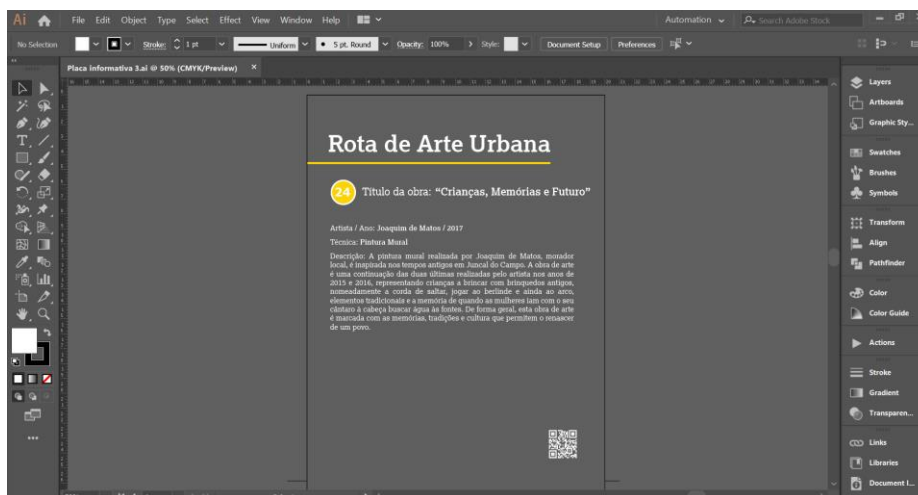 Ai File Edit Object Type Select Effect View Window Help Automation Search Adobe Stock
No Selection Stroke: 1 pt Uniform 5 pt. Round Opacity: 100% Style: Document Setup Preferences
Placa informativa 3.ai @ 50% (CMYK/Preview) ×
Layers
Artboards
Graphic Sty...
Swatches
Brushes
Symbols
Transform
Align
Pathfinder
Color
Color Guide
Actions
Stroke
Gradient
Transparen...
Links
Libraries
Document I...
Rota de Arte Urbana
24 Título da obra: “Crianças, Memórias e Futuro”
Artista / Ano: Joaquim de Matos / 2017
Técnica: Pintura Mural
Descrição: A pintura mural realizada por Joaquim de Matos, morador
local, é inspirada nos tempos antigos em Juncal do Campo. A obra de arte
é uma continuação das duas últimas realizadas pelo artista nos anos de
2015 e 2016, representando crianças a brincar com brinquedos antigos,
nomeadamente a corda de saltar, jogar ao berlinde e ainda ao arco,
elementos tradicionais e a memória de quando as mulheres iam com o seu
cântaro à cabeça buscar água às fontes. De forma geral, esta obra de arte
é marcada com as memórias, tradições e cultura que permitem o renascer
de um povo.